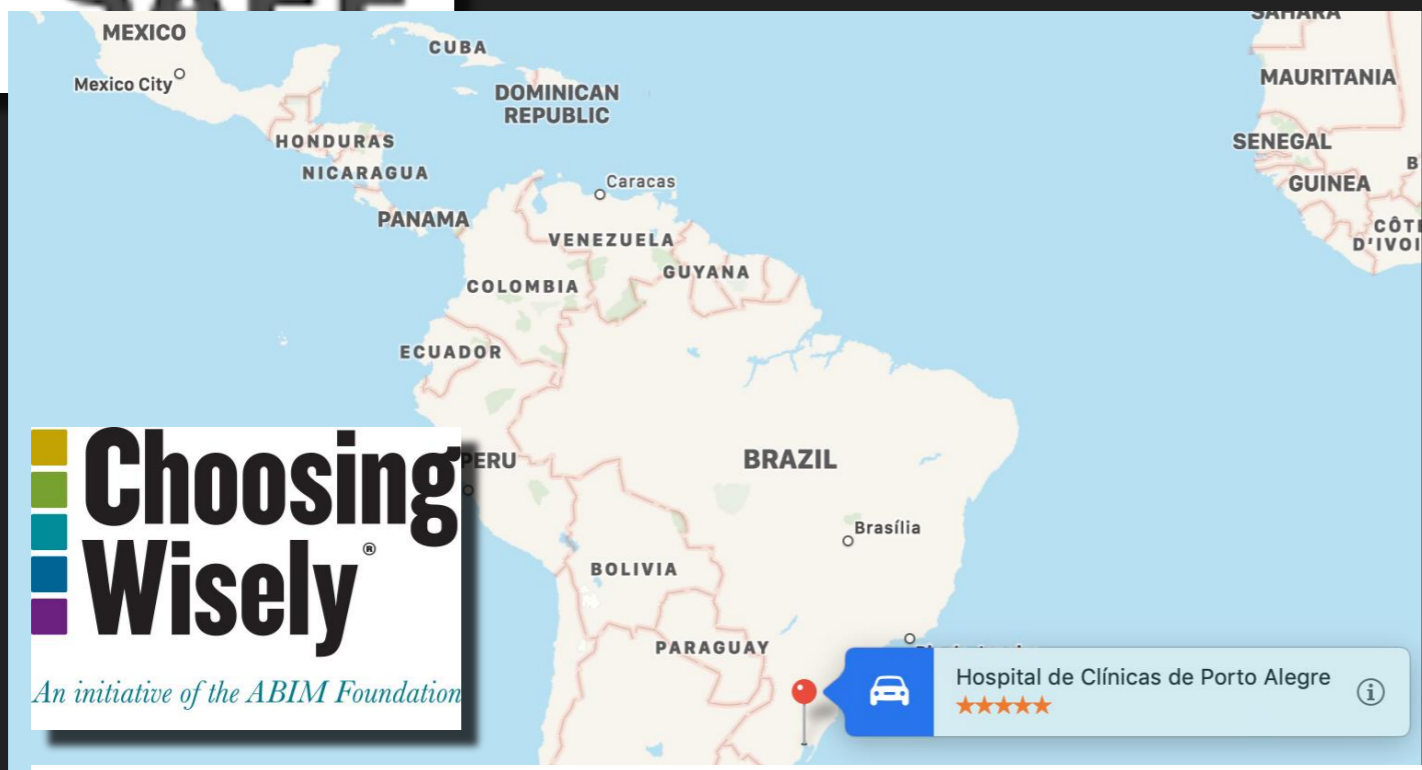 SAHARA
MEXICO
CUBA
Mexico City
MAURITANIA
DOMINICAN
REPUBLIC
HONDURAS
SENEGAL
NICARAGUA
B
Caracas
GUINEA
PANAMA
CÔTE
D'IVOI
VENEZUELA
GUYANA
COLOMBIA
ECUADOR
Choosing
Wisely®
PERU
BRAZIL
Brasília
BOLIVIA
PARAGUAY
An initiative of the ABIM Foundation
Hospital de Clínicas de Porto Alegre
★★★★★